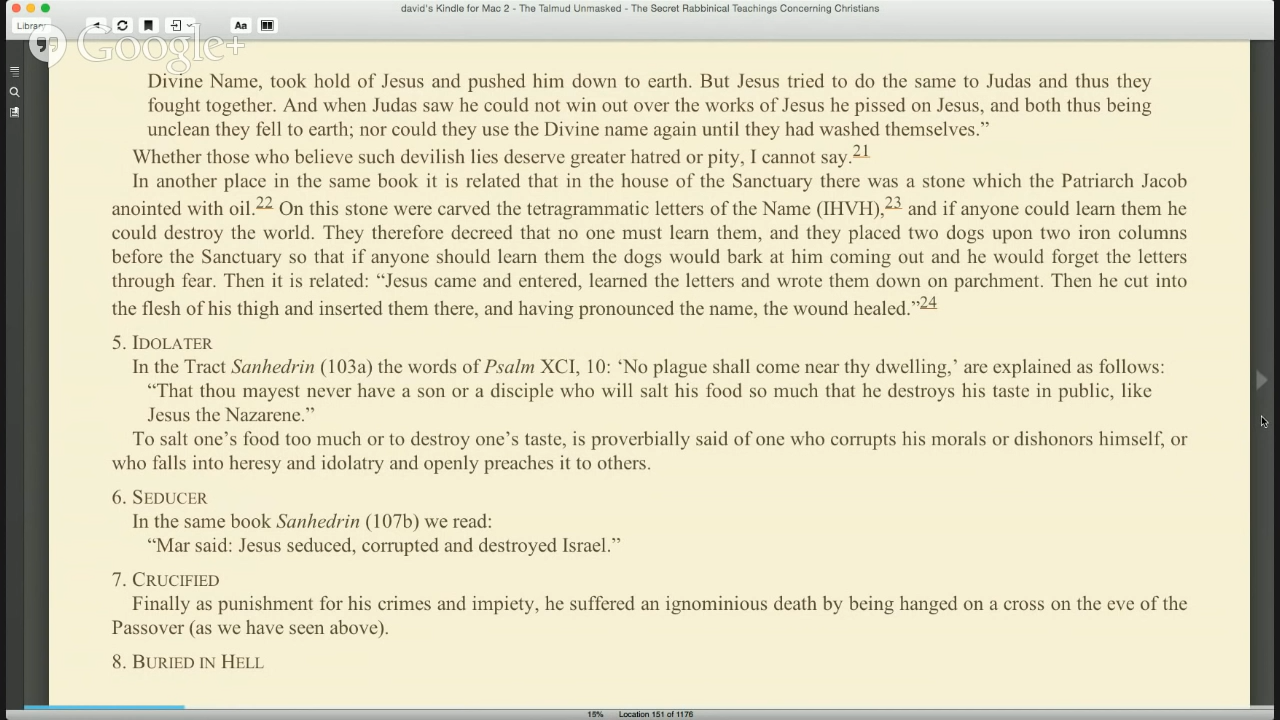 david's Kindle for Mac 2 - The Talmud Unmasked - The Secret Rabbinical Teachings Concerning Christians
Library
Aa
Google+
Divine Name, took hold of Jesus and pushed him down to earth. But Jesus tried to do the same to Judas and thus they
fought together. And when Judas saw he could not win out over the works of Jesus he pissed on Jesus, and both thus being
unclean they fell to earth; nor could they use the Divine name again until they had washed themselves.”
Whether those who believe such devilish lies deserve greater hatred or pity, I cannot say.21
In another place in the same book it is related that in the house of the Sanctuary there was a stone which the Patriarch Jacob
anointed with oil.22 On this stone were carved the tetragrammatic letters of the Name (IHVH),23 and if anyone could learn them he
could destroy the world. They therefore decreed that no one must learn them, and they placed two dogs upon two iron columns
before the Sanctuary so that if anyone should learn them the dogs would bark at him coming out and he would forget the letters
through fear. Then it is related: “Jesus came and entered, learned the letters and wrote them down on parchment. Then he cut into
the flesh of his thigh and inserted them there, and having pronounced the name, the wound healed.”24
5. IDOLATER
In the Tract Sanhedrin (103a) the words of Psalm XCI, 10: ‘No plague shall come near thy dwelling,’ are explained as follows:
“That thou mayest never have a son or a disciple who will salt his food so much that he destroys his taste in public, like
Jesus the Nazarene.”
To salt one’s food too much or to destroy one’s taste, is proverbially said of one who corrupts his morals or dishonors himself, or
who falls into heresy and idolatry and openly preaches it to others.
6. SEDUCER
In the same book Sanhedrin (107b) we read:
“Mar said: Jesus seduced, corrupted and destroyed Israel.”
7. CRUCIFIED
Finally as punishment for his crimes and impiety, he suffered an ignominious death by being hanged on a cross on the eve of the
Passover (as we have seen above).
8. BURIED IN HELL
15% Location 151 of 1176